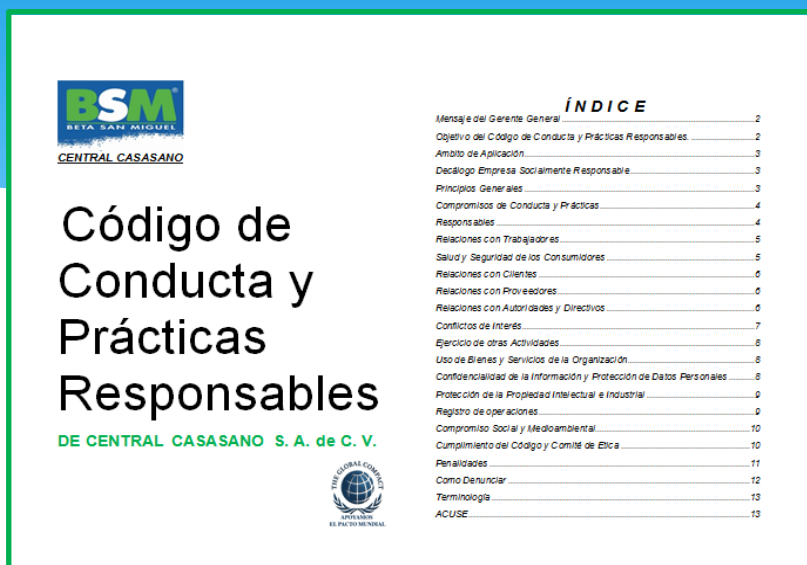 BSM
BETA SAN MIGUEL
CENTRAL CASASANO
Código de
Conducta y
Prácticas
Responsables
DE CENTRAL CASASANO S. A. de C. V.
THE GLOBAL COMPACT
APOYAMOS
EL PACTO MUNDIAL
ÍNDICE
Mensaje del Gerente General 2
Objetivo del Código de Conducta y Prácticas Responsables. 2
Ambito de Aplicación 3
Decálogo Empresa Socialmente Responsable 3
Principios Generales 3
Compromisos de Conducta y Prácticas 4
Responsables 4
Relaciones con Trabajadores 5
Salud y Seguridad de los Consumidores 5
Relaciones con Clientes 6
Relaciones con Proveedores 6
Relaciones con Autoridades y Directivos 6
Conflictos de Interés 7
Ejercicio de otras Actividades 8
Uso de Bienes y Servicios de la Organización 8
Confidencialidad de la Información y Protección de Datos Personales 8
Protección de la Propiedad Intelectual e Industrial 9
Registro de operaciones 9
Compromiso Social y Medioambiental 10
Cumplimiento del Código y Comité de Etica 10
Penalidades 11
Como Denunciar 12
Terminología 13
ACUSE 13